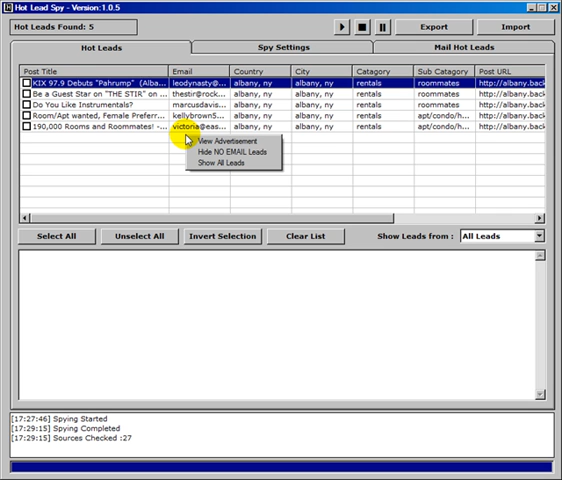 Hot Lead Spy - Version:1.0.5
Hot Leads Found: 5
Export
Import
Hot Leads
Spy Settings
Mail Hot Leads
Post Title Email Country City Catagory Sub Catagory Post URL
KIX 97.9 Debuts "Pahrump" (Alba... leodynasty@... albany, ny albany, ny rentals roommates http://albany.back
Be a Guest Star on "THE STIR" on ... thestir@rock... albany, ny albany, ny rentals roommates http://albany.back
Do You Like Instrumentals? marcusdavis... albany, ny albany, ny rentals roommates http://albany.back
Room/Apt wanted, Female Preferr... kellybrown5... albany, ny albany, ny rentals apt/condo/h... http://albany.back
190,000 Rooms and Roommates! -... victoria@eas... albany, ny albany, ny rentals apt/condo/h... http://albany.back
View Advertisement
Hide NO EMAIL Leads
Show All Leads
Select All
Unselect All
Invert Selection
Clear List
Show Leads from :
All Leads
[17:27:46] Spying Started
[17:29:15] Spying Completed
[17:29:15] Sources Checked :27